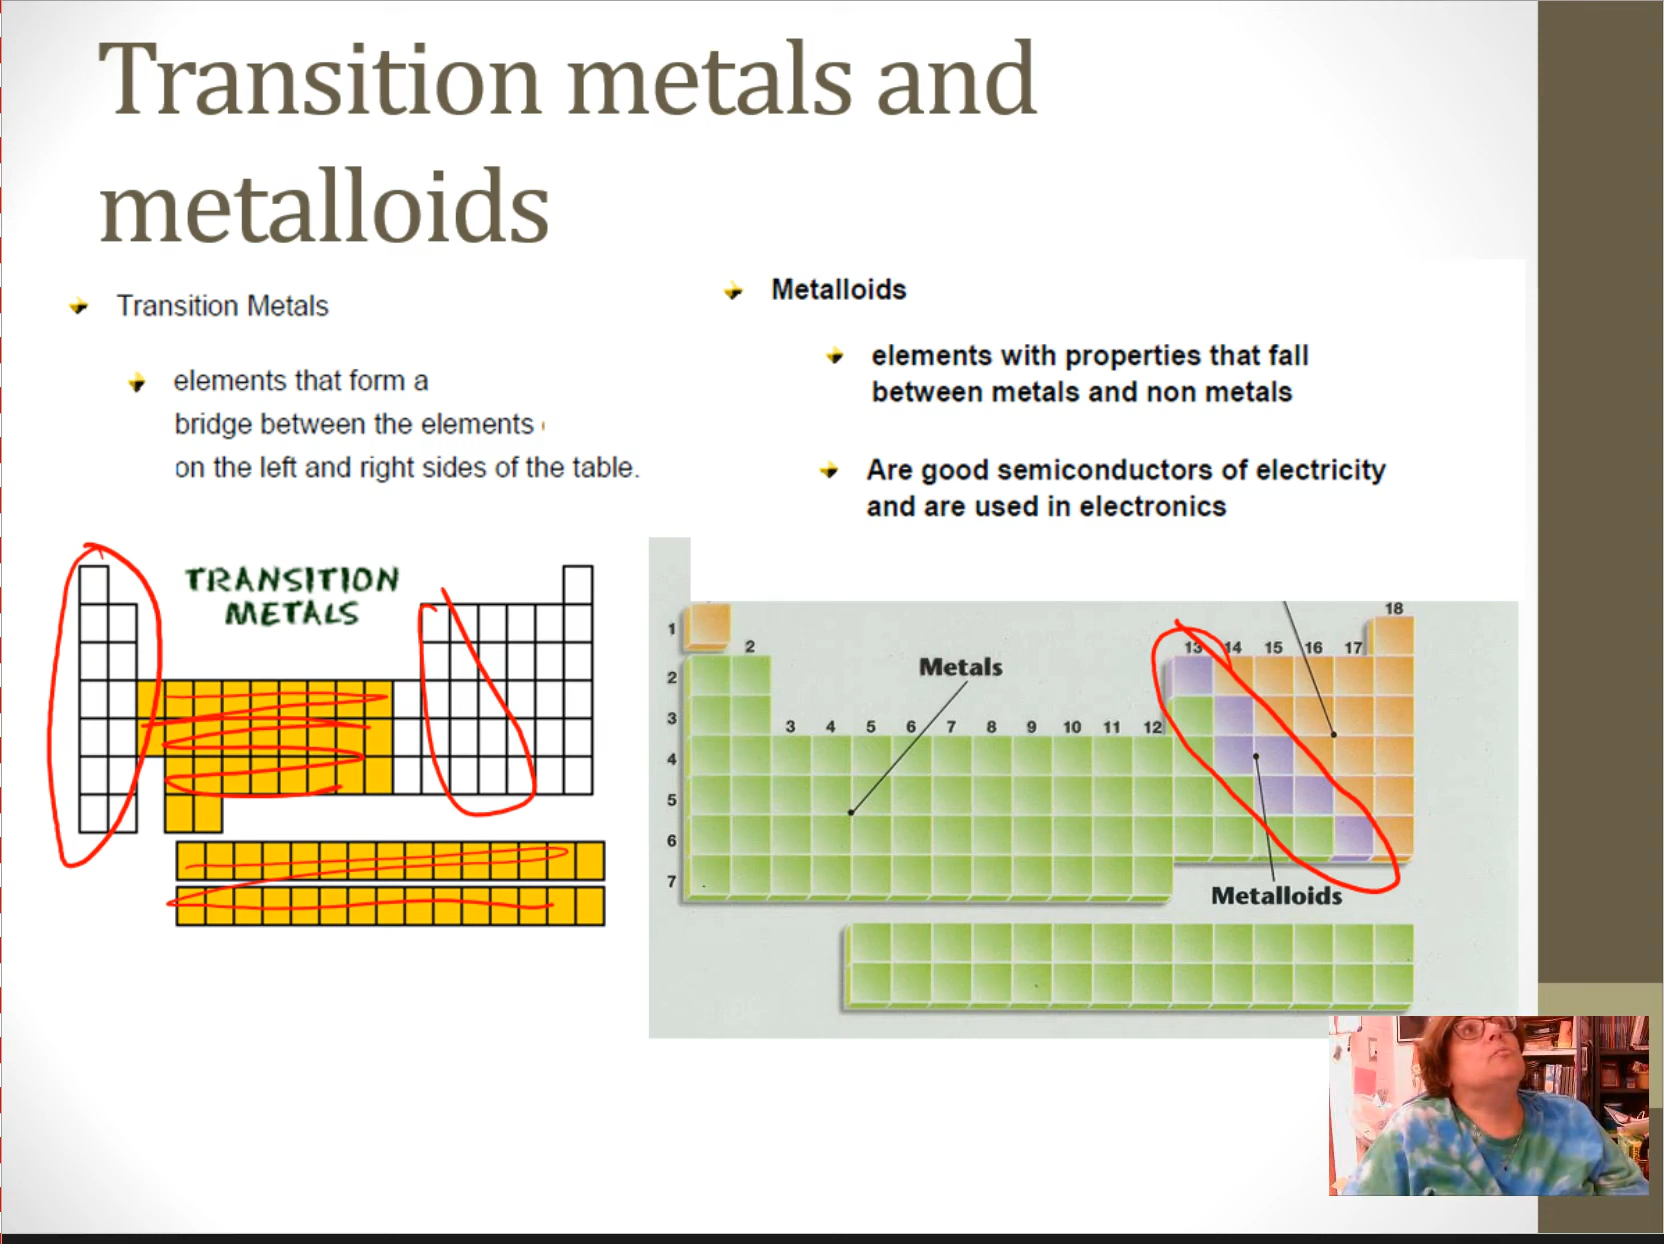 Transition metals and
metalloids
Transition Metals
elements that form a
bridge between the elements
on the left and right sides of the table.
Metalloids
elements with properties that fall
between metals and non metals
Are good semiconductors of electricity
and are used in electronics
TRANSITION
METALS
18
1
2
13 14 15 16 17
Metals
2
3
3 4 5 6 7 8 9 10 11 12
4
5
6
7
Metalloids